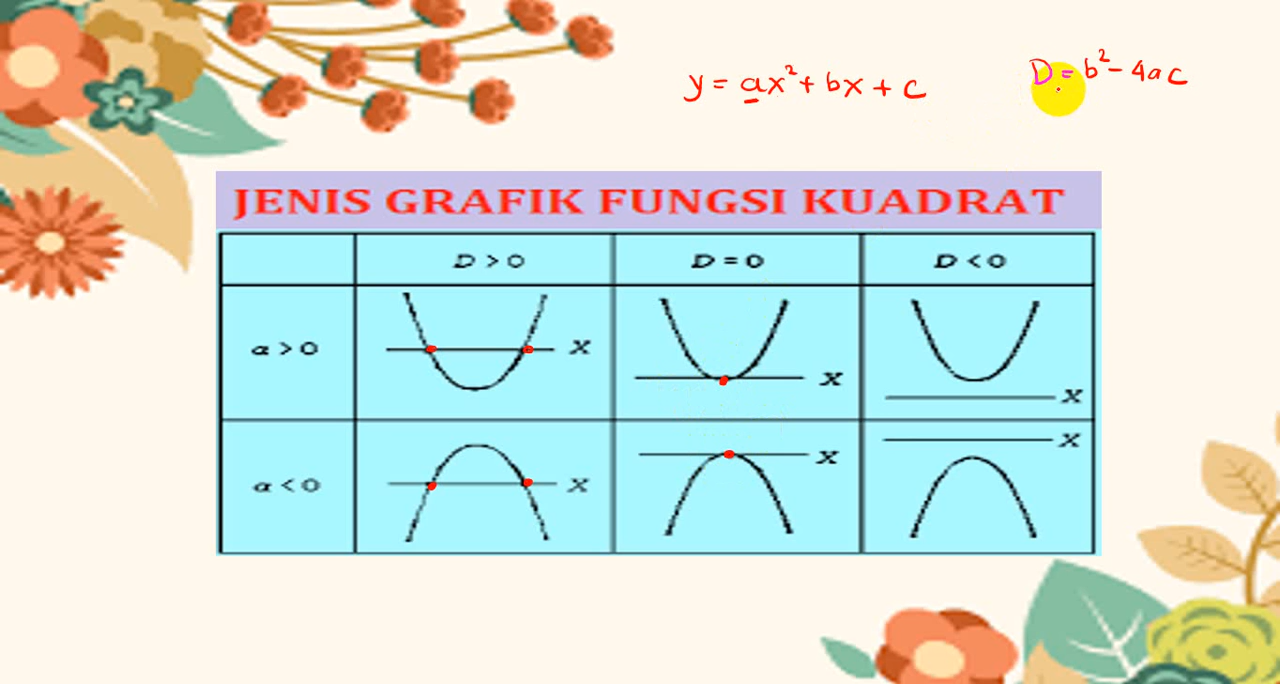 y = ax² + bx + c
D = b² - 4ac
JENIS GRAFIK FUNGSI KUADRAT
D > 0 D = 0 D < 0
a > 0 X X X
a < 0 X X X